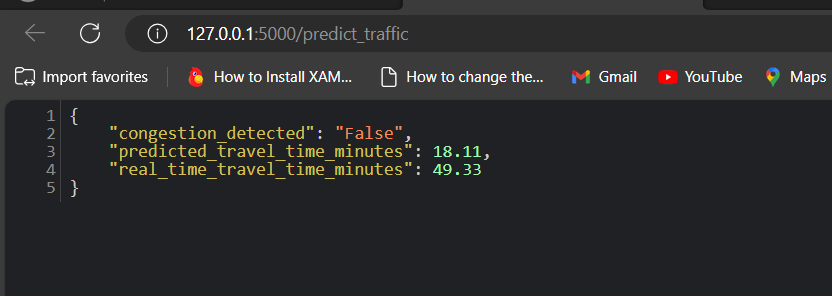 127.0.0.1:5000/predict_traffic
Import favorites How to Install XAM... How to change the... Gmail YouTube Maps
1 {
2 "congestion_detected": "False",
3 "predicted_travel_time_minutes": 18.11,
4 "real_time_travel_time_minutes": 49.33
5 }